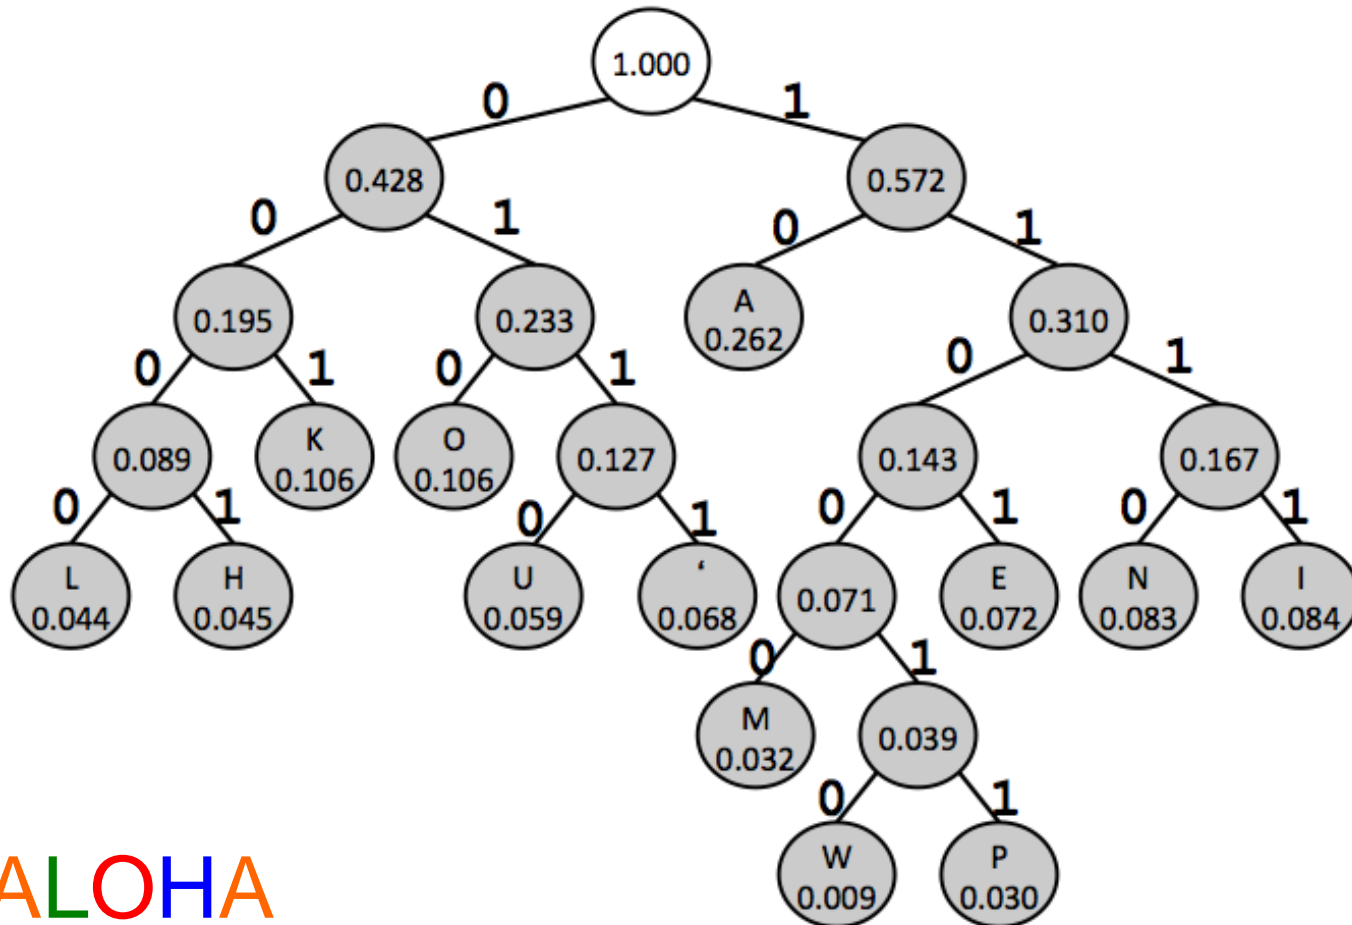 1.000
0 1
0.428 0.572
0 1 0 1
0.195 0.233 A 0.262 0.310
0 1 0 1 0 1
0.089 K 0.106 O 0.106 0.127 0.143 0.167
0 1 0 1 0 1 0 1
L 0.044 H 0.045 U 0.059 ‘ 0.068 0.071 E 0.072 N 0.083 I 0.084
0 1
M 0.032 0.039
0 1
W 0.009 P 0.030
ALOHA